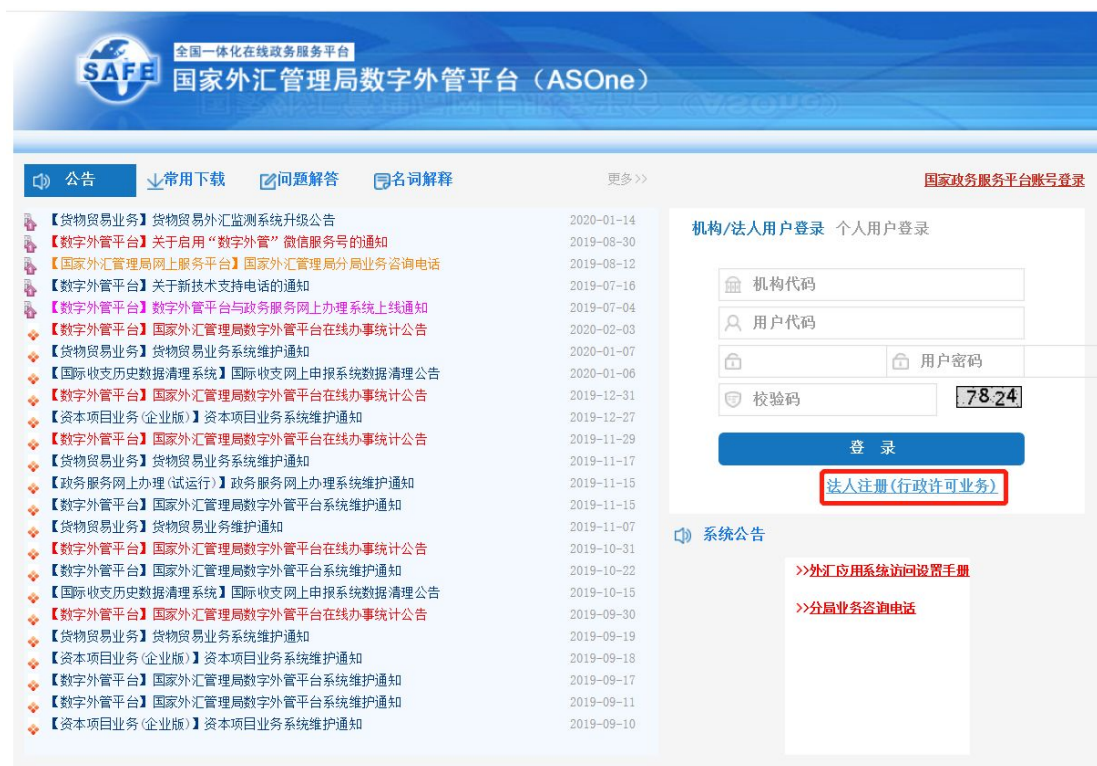 SAFE
全国一体化在线政务服务平台
国家外汇管理局数字外管平台（ASOne）
公告 常用下载 问题解答 名词解释 更多>>
【货物贸易业务】货物贸易外汇监测系统升级公告 2020-01-14
【数字外管平台】关于启用“数字外管”微信服务号的通知 2019-08-30
【国家外汇管理局网上服务平台】国家外汇管理局分局业务咨询电话 2019-08-12
【数字外管平台】关于新技术支持电话的通知 2019-07-16
【数字外管平台】数字外管平台与政务服务网上办理系统上线通知 2019-07-04
【数字外管平台】国家外汇管理局数字外管平台在线办事统计公告 2020-02-03
【货物贸易业务】货物贸易业务系统维护通知 2020-01-07
【国际收支历史数据清理系统】国际收支网上申报系统数据清理公告 2020-01-06
【数字外管平台】国家外汇管理局数字外管平台在线办事统计公告 2019-12-31
【资本项目业务(企业版)】资本项目业务系统维护通知 2019-12-27
【数字外管平台】国家外汇管理局数字外管平台在线办事统计公告 2019-11-29
【货物贸易业务】货物贸易业务系统维护通知 2019-11-17
【政务服务网上办理(试运行)】政务服务网上办理系统维护通知 2019-11-15
【数字外管平台】国家外汇管理局数字外管平台系统维护通知 2019-11-15
【货物贸易业务】货物贸易业务维护通知 2019-11-07
【数字外管平台】国家外汇管理局数字外管平台在线办事统计公告 2019-10-31
【数字外管平台】国家外汇管理局数字外管平台系统维护通知 2019-10-22
【国际收支历史数据清理系统】国际收支网上申报系统数据清理公告 2019-10-15
【数字外管平台】国家外汇管理局数字外管平台在线办事统计公告 2019-09-30
【货物贸易业务】货物贸易业务系统维护通知 2019-09-19
【资本项目业务(企业版)】资本项目业务系统维护通知 2019-09-18
【数字外管平台】国家外汇管理局数字外管平台系统维护通知 2019-09-17
【数字外管平台】国家外汇管理局数字外管平台系统维护通知 2019-09-11
【资本项目业务(企业版)】资本项目业务系统维护通知 2019-09-10
国家政务服务平台账号登录
机构/法人用户登录 个人用户登录
机构代码
用户代码
用户密码
校验码 7824
登 录
法人注册(行政许可业务)
系统公告
>>外汇应用系统访问设置手册
>>分局业务咨询电话